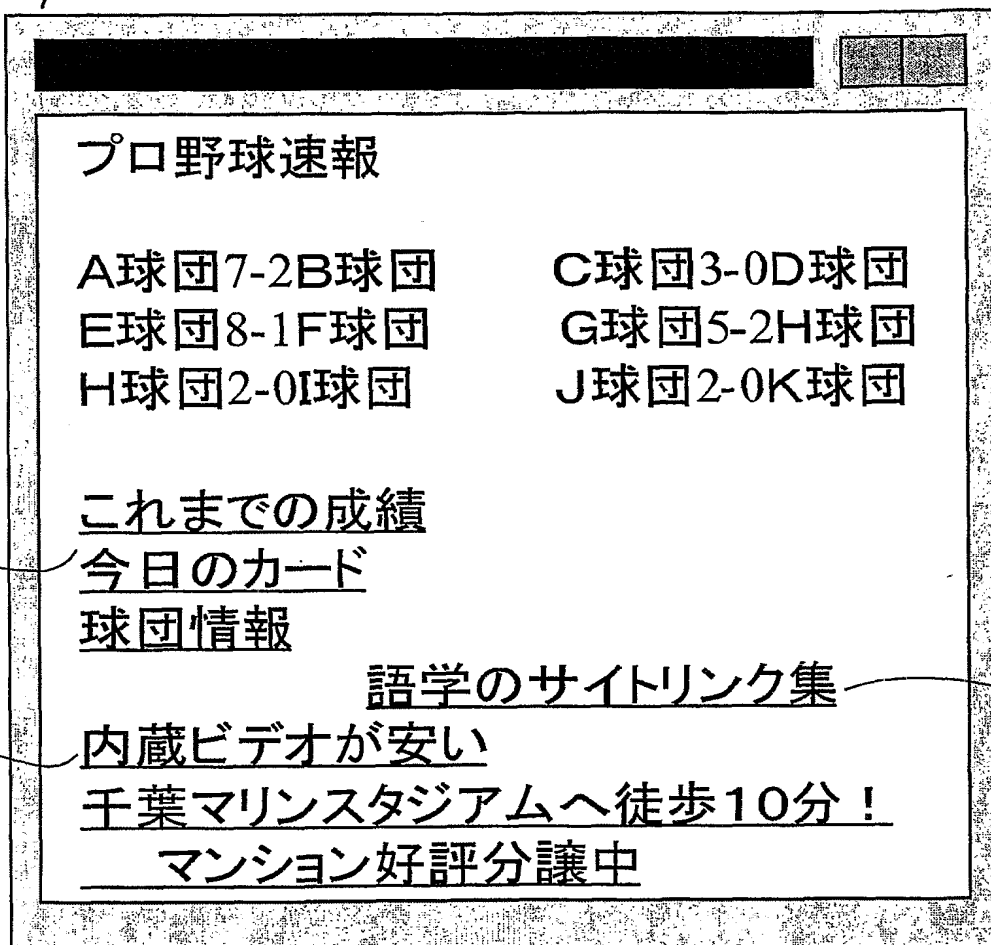 プロ野球速報
A球団7-2B球団 C球団3-0D球団
E球団8-1F球団 G球団5-2H球団
H球団2-0I球団 J球団2-0K球団
これまでの成績
今日のカード
球団情報
語学のサイトリンク集
内蔵ビデオが安い
千葉マリンスタジアムへ徒歩10分！
マンション好評分譲中